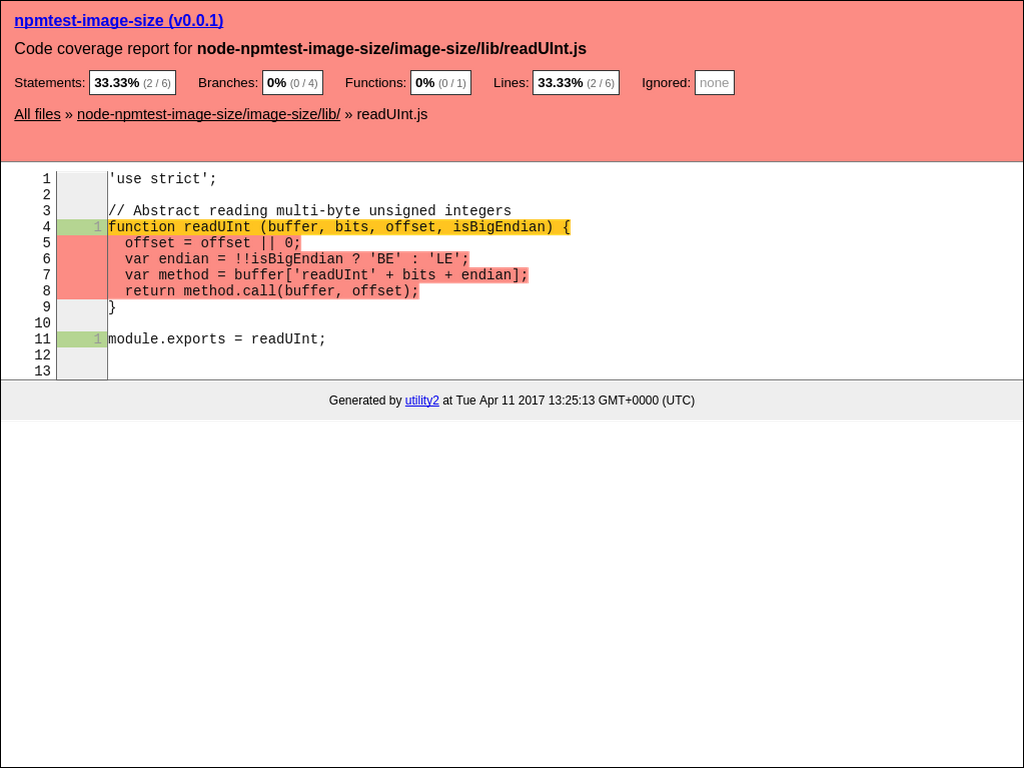 npmtest-image-size (v0.0.1)
Code coverage report for node-npmtest-image-size/image-size/lib/readUInt.js
Statements: 33.33% (2 / 6) Branches: 0% (0 / 4) Functions: 0% (0 / 1) Lines: 33.33% (2 / 6) Ignored: none
All files » node-npmtest-image-size/image-size/lib/ » readUInt.js
1 'use strict';
2
3 // Abstract reading multi-byte unsigned integers
4 1 function readUInt (buffer, bits, offset, isBigEndian) {
5   offset = offset || 0;
6   var endian = !!isBigEndian ? 'BE' : 'LE';
7   var method = buffer['readUInt' + bits + endian];
8   return method.call(buffer, offset);
9 }
10
11 1 module.exports = readUInt;
12
13
Generated by utility2 at Tue Apr 11 2017 13:25:13 GMT+0000 (UTC)